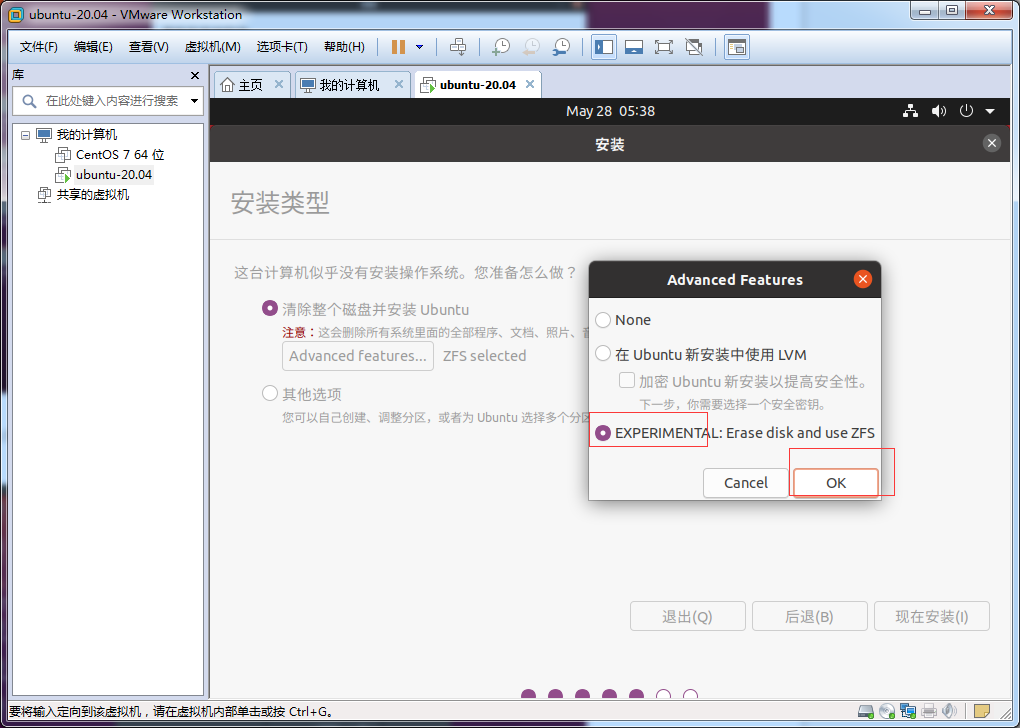 ubuntu-20.04 - VMware Workstation
文件(F) 编辑(E) 查看(V) 虚拟机(M) 选项卡(T) 帮助(H)
库
在此处键入内容进行搜索
我的计算机
CentOS 7 64 位
ubuntu-20.04
共享的虚拟机
主页 我的计算机 ubuntu-20.04
May 28 05:38
安装
安装类型
这台计算机似乎没有安装操作系统。您准备怎么做？
清除整个磁盘并安装 Ubuntu
注意：这会删除所有系统里面的全部程序、文档、照片、
Advanced features... ZFS selected
其他选项
您可以自己创建、调整分区，或者为 Ubuntu 选择多个分区
Advanced Features
None
在 Ubuntu 新安装中使用 LVM
加密 Ubuntu 新安装以提高安全性。
下一步，你需要选择一个安全密钥。
EXPERIMENTAL: Erase disk and use ZFS
Cancel OK
退出(Q) 后退(B) 现在安装(I)
要将输入定向到该虚拟机，请在虚拟机内部单击或按 Ctrl+G。